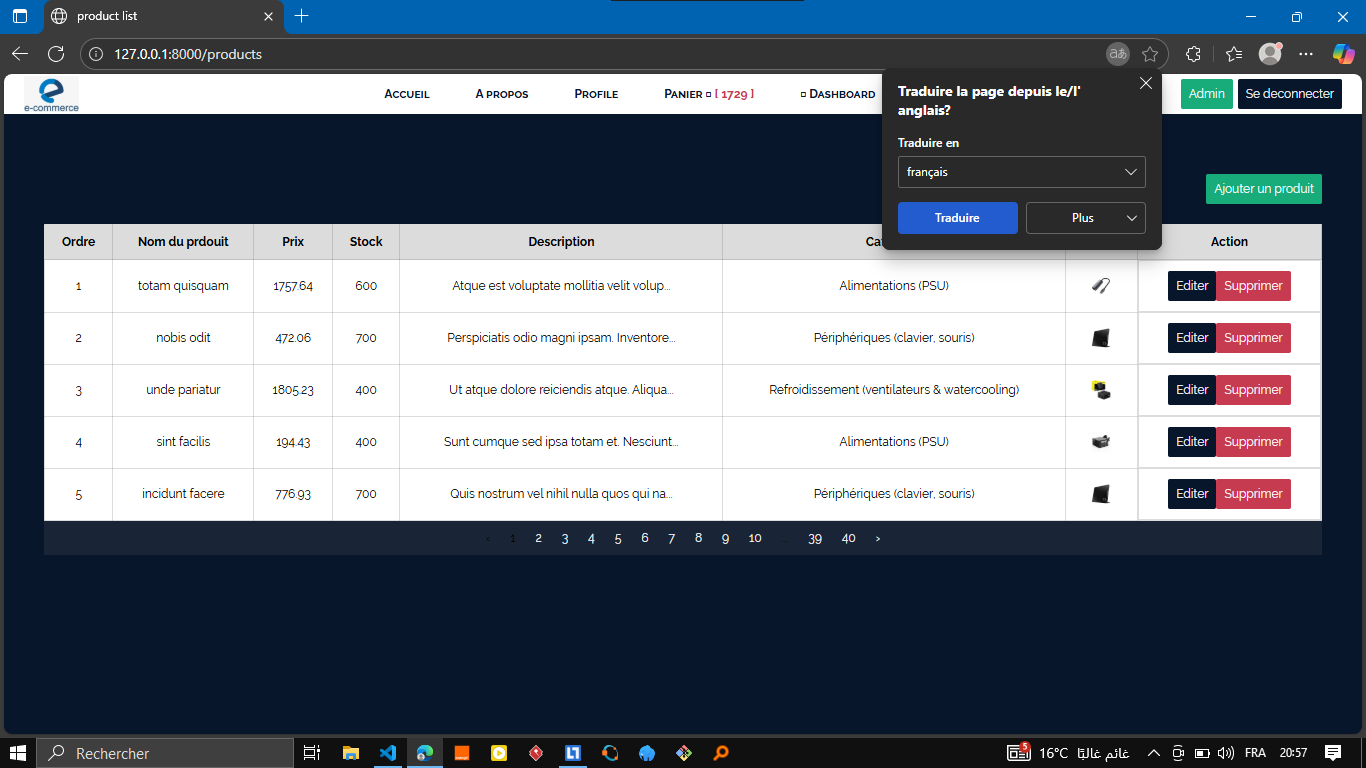 product list
127.0.0.1:8000/products
e-commerce
Accueil
A propos
Profile
Panier [ 1729 ]
Dashboard
Admin
Se deconnecter
Traduire la page depuis le/l'
anglais?
Traduire en
français
Traduire
Plus
Ajouter un produit
Ordre Nom du prdouit Prix Stock Description Ca Action
1 totam quisquam 1757.64 600 Atque est voluptate mollitia velit volup... Alimentations (PSU) Editer Supprimer
2 nobis odit 472.06 700 Perspiciatis odio magni ipsam. Inventore... Périphériques (clavier, souris) Editer Supprimer
3 unde pariatur 1805.23 400 Ut atque dolore reiciendis atque. Aliqua... Refroidissement (ventilateurs & watercooling) Editer Supprimer
4 sint facilis 194.43 400 Sunt cumque sed ipsa totam et. Nesciunt... Alimentations (PSU) Editer Supprimer
5 incidunt facere 776.93 700 Quis nostrum vel nihil nulla quos qui na... Périphériques (clavier, souris) Editer Supprimer
‹ 1 2 3 4 5 6 7 8 9 10 ... 39 40 ›
Rechercher
5
16°C غائم غالبًا
FRA
20:57